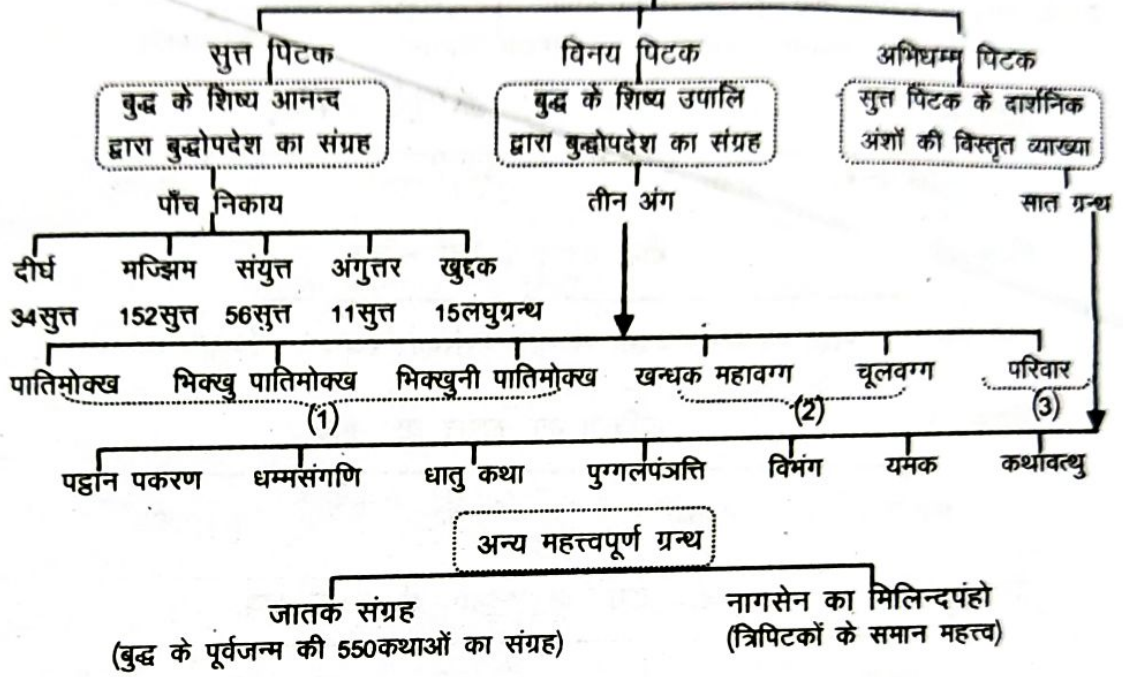 सुत्त पिटक विनय पिटक अभिधम्म पिटक
बुद्ध के शिष्य आनन्द
द्वारा बुद्धोपदेश का संग्रह
बुद्ध के शिष्य उपालि
द्वारा बुद्धोपदेश का संग्रह
सुत्त पिटक के दार्शनिक
अंशों की विस्तृत व्याख्या
पाँच निकाय तीन अंग सात ग्रन्थ
दीर्घ मज्झिम संयुत्त अंगुत्तर खुद्दक
34सुत्त 152सुत्त 56सुत्त 11सुत्त 15लघुग्रन्थ
पातिमोक्ख भिक्खु पातिमोक्ख भिक्खुनी पातिमोक्ख खन्धक महावग्ग चूलवग्ग परिवार
(1) (2) (3)
पट्ठान पकरण धम्मसंगणि धातु कथा पुग्गलपंञत्ति विभंग यमक कथावत्थु
अन्य महत्त्वपूर्ण ग्रन्थ
जातक संग्रह
(बुद्ध के पूर्वजन्म की 550कथाओं का संग्रह)
नागसेन का मिलिन्दपंहो
(त्रिपिटकों के समान महत्त्व)